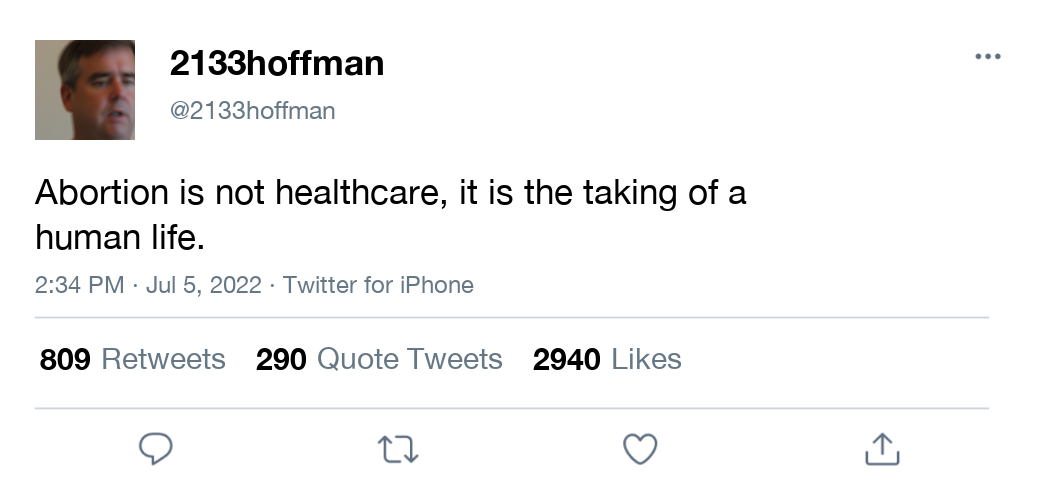 2133hoffman
@2133hoffman
Abortion is not healthcare, it is the taking of a
human life.
2:34 PM · Jul 5, 2022 · Twitter for iPhone
809 Retweets 290 Quote Tweets 2940 Likes